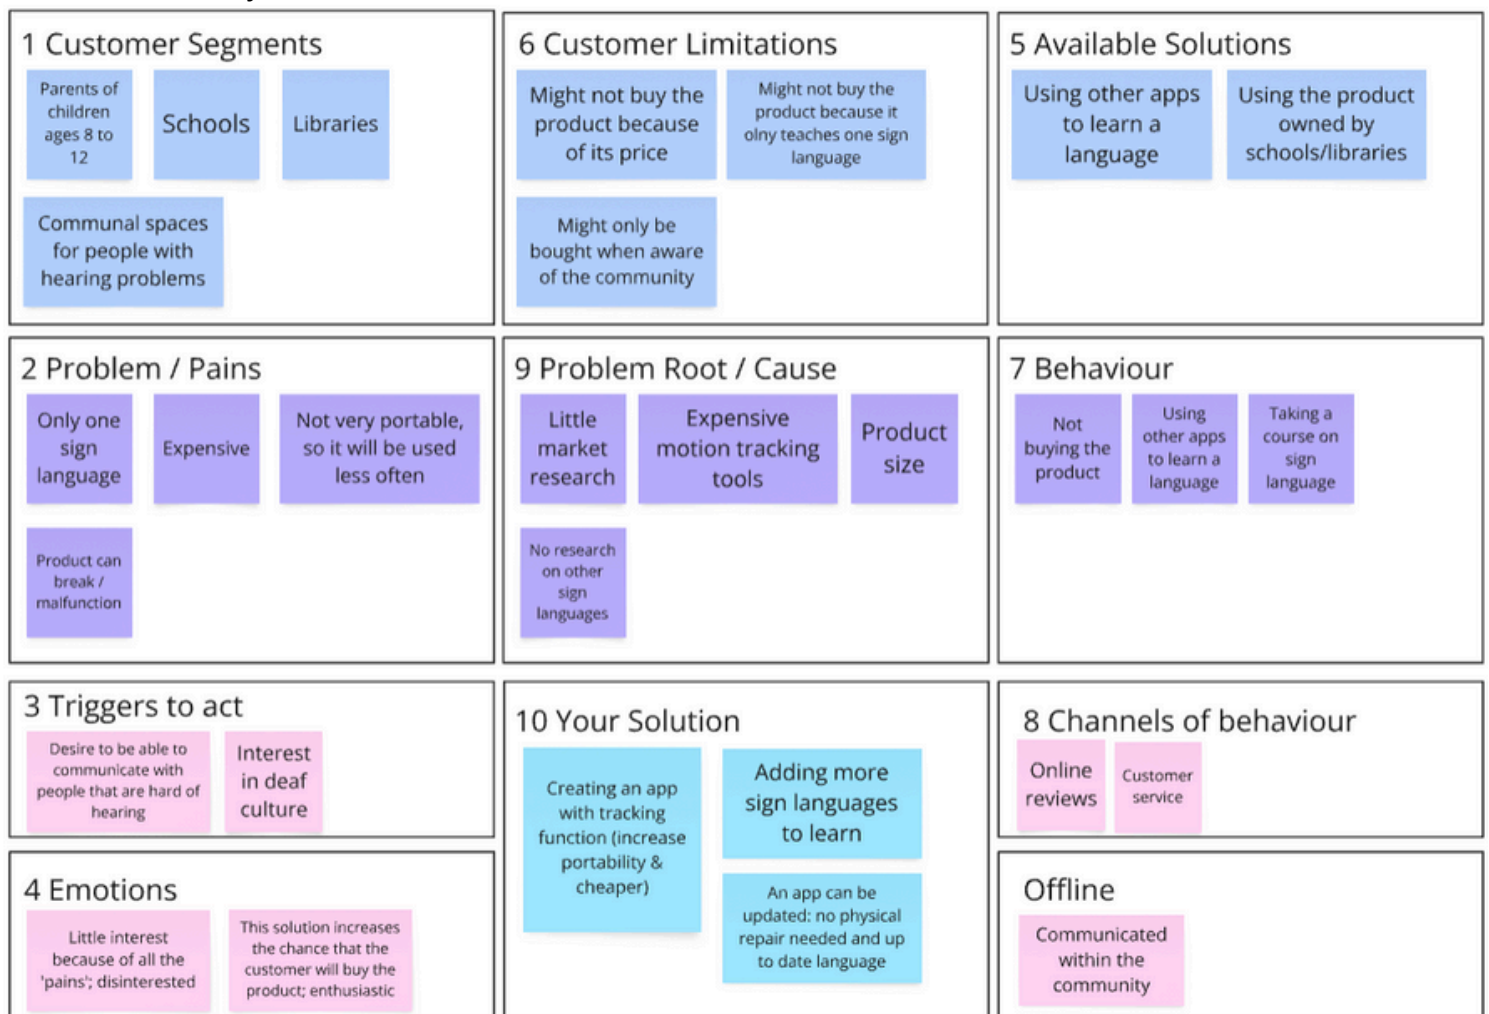 1 Customer Segments
Parents of
children
ages 8 to
12
Schools
Libraries
Communal spaces
for people with
hearing problems
6 Customer Limitations
Might not buy the
product because
of its price
Might not buy the
product because it
olny teaches one sign
language
Might only be
bought when aware
of the community
5 Available Solutions
Using other apps
to learn a
language
Using the product
owned by
schools/libraries
2 Problem / Pains
Only one
sign
language
Expensive
Not very portable,
so it will be used
less often
Product can
break /
malfunction
9 Problem Root / Cause
Little
market
research
Expensive
motion tracking
tools
Product
size
No research
on other
sign
languages
7 Behaviour
Not
buying the
product
Using
other apps
to learn a
language
Taking a
course on
sign
language
3 Triggers to act
Desire to be able to
communicate with
people that are hard of
hearing
Interest
in deaf
culture
4 Emotions
Little interest
because of all the
'pains'; disinterested
This solution increases
the chance that the
customer will buy the
product; enthusiastic
10 Your Solution
Creating an app
with tracking
function (increase
portability &
cheaper)
Adding more
sign languages
to learn
An app can be
updated: no physical
repair needed and up
to date language
8 Channels of behaviour
Online
reviews
Customer
service
Offline
Communicated
within the
community